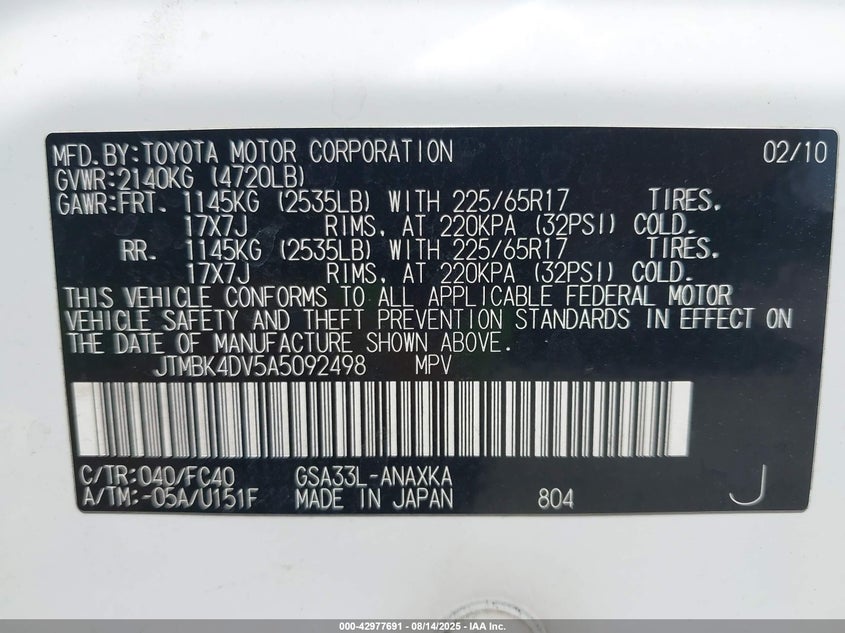 MFD.BY:TOYOTA MOTOR CORPORATION 02/10
GVWR:2140KG (4720LB)
GAWR:FRT. 1145KG (2535LB) WITH 225/65R17 TIRES.
17X7J RIMS, AT 220KPA (32PSI) COLD.
RR. 1145KG (2535LB) WITH 225/65R17 TIRES.
17X7J RIMS, AT 220KPA (32PSI) COLD.
THIS VEHICLE CONFORMS TO ALL APPLICABLE FEDERAL MOTOR
VEHICLE SAFETY AND THEFT PREVENTION STANDARDS IN EFFECT ON
THE DATE OF MANUFACTURE SHOWN ABOVE.
JTMBK4DV5A5092498 MPV
C/TR:040/FC40 GSA33L-ANAXKA
A/TM:-05A/U151F MADE IN JAPAN 804 J
000-42977691 - 08/14/2025 - IAA Inc.